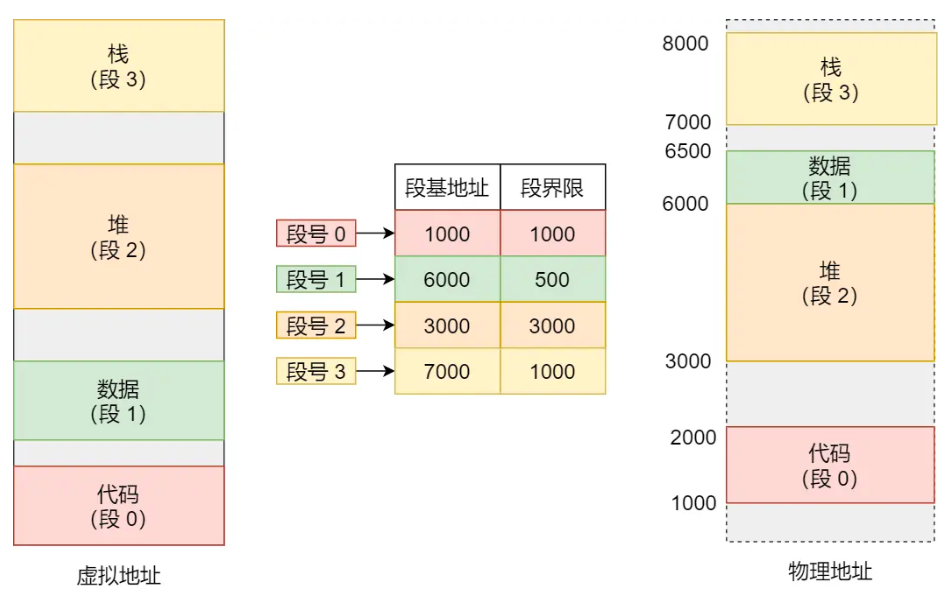 栈
（段 3）
堆
（段 2）
数据
（段 1）
代码
（段 0）
虚拟地址
段基地址 段界限
段号 0 1000 1000
段号 1 6000 500
段号 2 3000 3000
段号 3 7000 1000
8000
栈
（段 3）
7000
6500
数据
（段 1）
6000
堆
（段 2）
3000
2000
代码
（段 0）
1000
物理地址